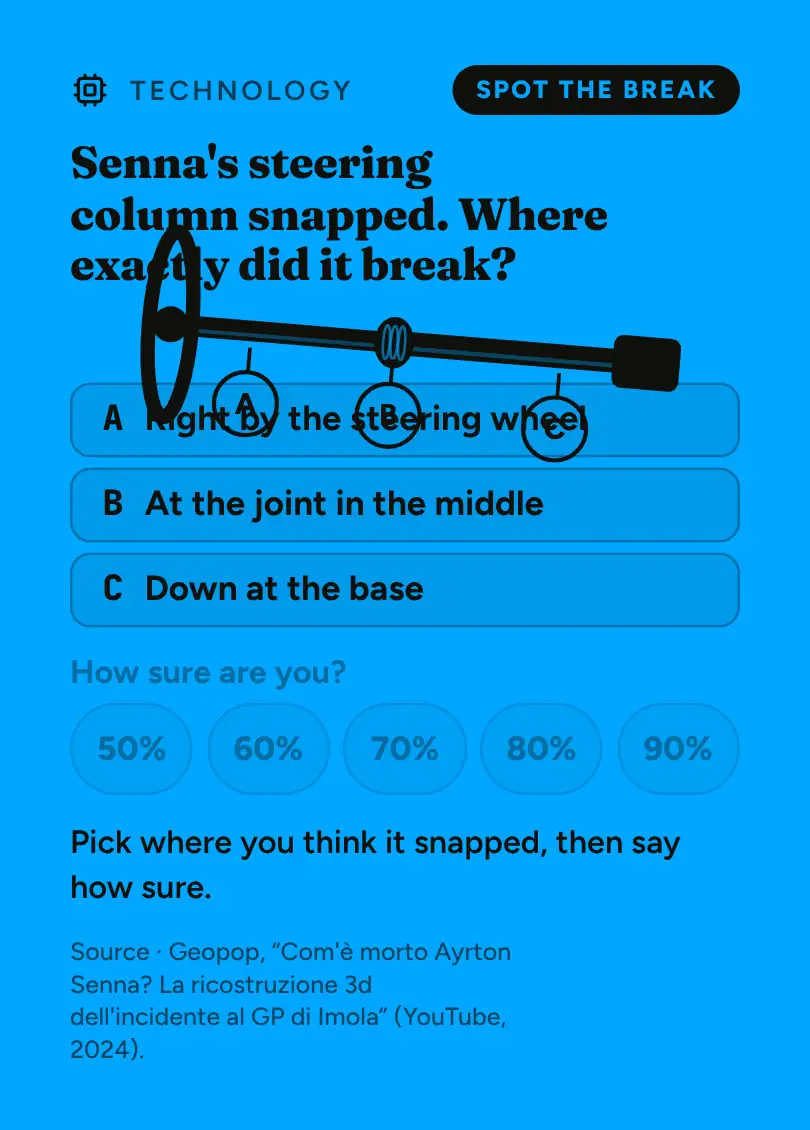 TECHNOLOGY
SPOT THE BREAK
Senna's steering
column snapped. Where
exactly did it break?
A
B
C
A Right by the steering wheel
B At the joint in the middle
C Down at the base
How sure are you?
50% 60% 70% 80% 90%
Pick where you think it snapped, then say
how sure.
Source · Geopop, “Com'è morto Ayrton
Senna? La ricostruzione 3d
dell'incidente al GP di Imola” (YouTube,
2024).